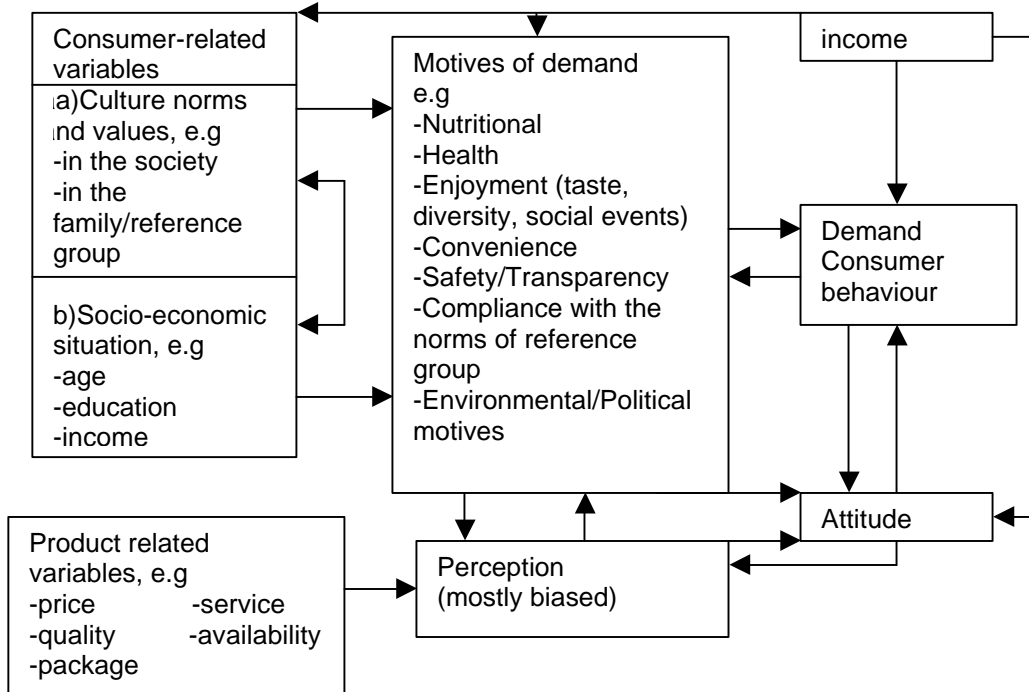 Consumer-related
variables
aa)Culture norms
and values, e.g
-in the society
-in the
family/reference
group
b)Socio-economic
situation, e.g
-age
-education
-income
Motives of demand
e.g
-Nutritional
-Health
-Enjoyment (taste,
diversity, social events)
-Convenience
-Safety/Transparency
-Compliance with the
norms of reference
group
-Environmental/Political
motives
income
Demand
Consumer
behaviour
Attitude
Product related
variables, e.g
-price -service
-quality -availability
-package
Perception
(mostly biased)